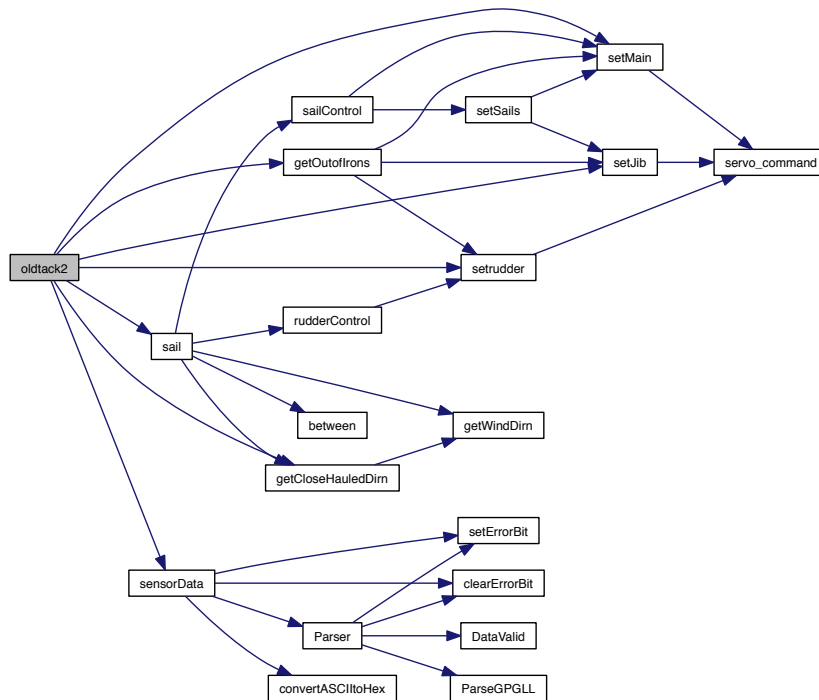 setMain
sailControl
setSails
getOutofIrons
setJib
servo_command
oldtack2
setrudder
rudderControl
sail
between
getWindDirn
getCloseHauledDirn
setErrorBit
sensorData
clearErrorBit
Parser
DataValid
convertASCIItoHex
ParseGPGLL